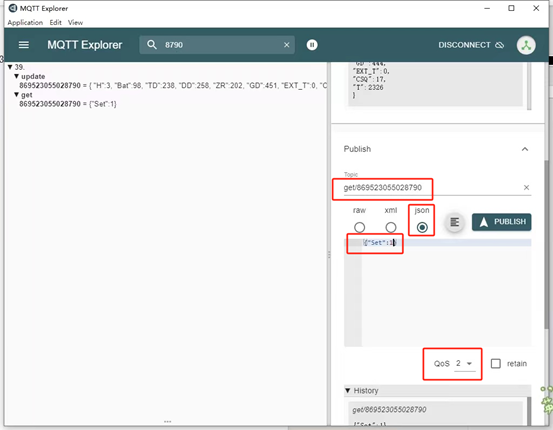 MQTT Explorer
Application Edit View
MQTT Explorer
8790
DISCONNECT
39.
update
869523055028790 = { "H":3, "Bat":98, "TD":238, "DD":258, "ZR":202, "GD":451, "EXT_T":0, "C
get
869523055028790 = {"Set":1}
"GD": 444,
"EXT_T": 0,
"CSQ": 17,
"T": 2326
}
Publish
Topic
get/869523055028790
raw
xml
json
PUBLISH
{"Set":1}
QoS 2
retain
History
get/869523055028790
{"Set":1}